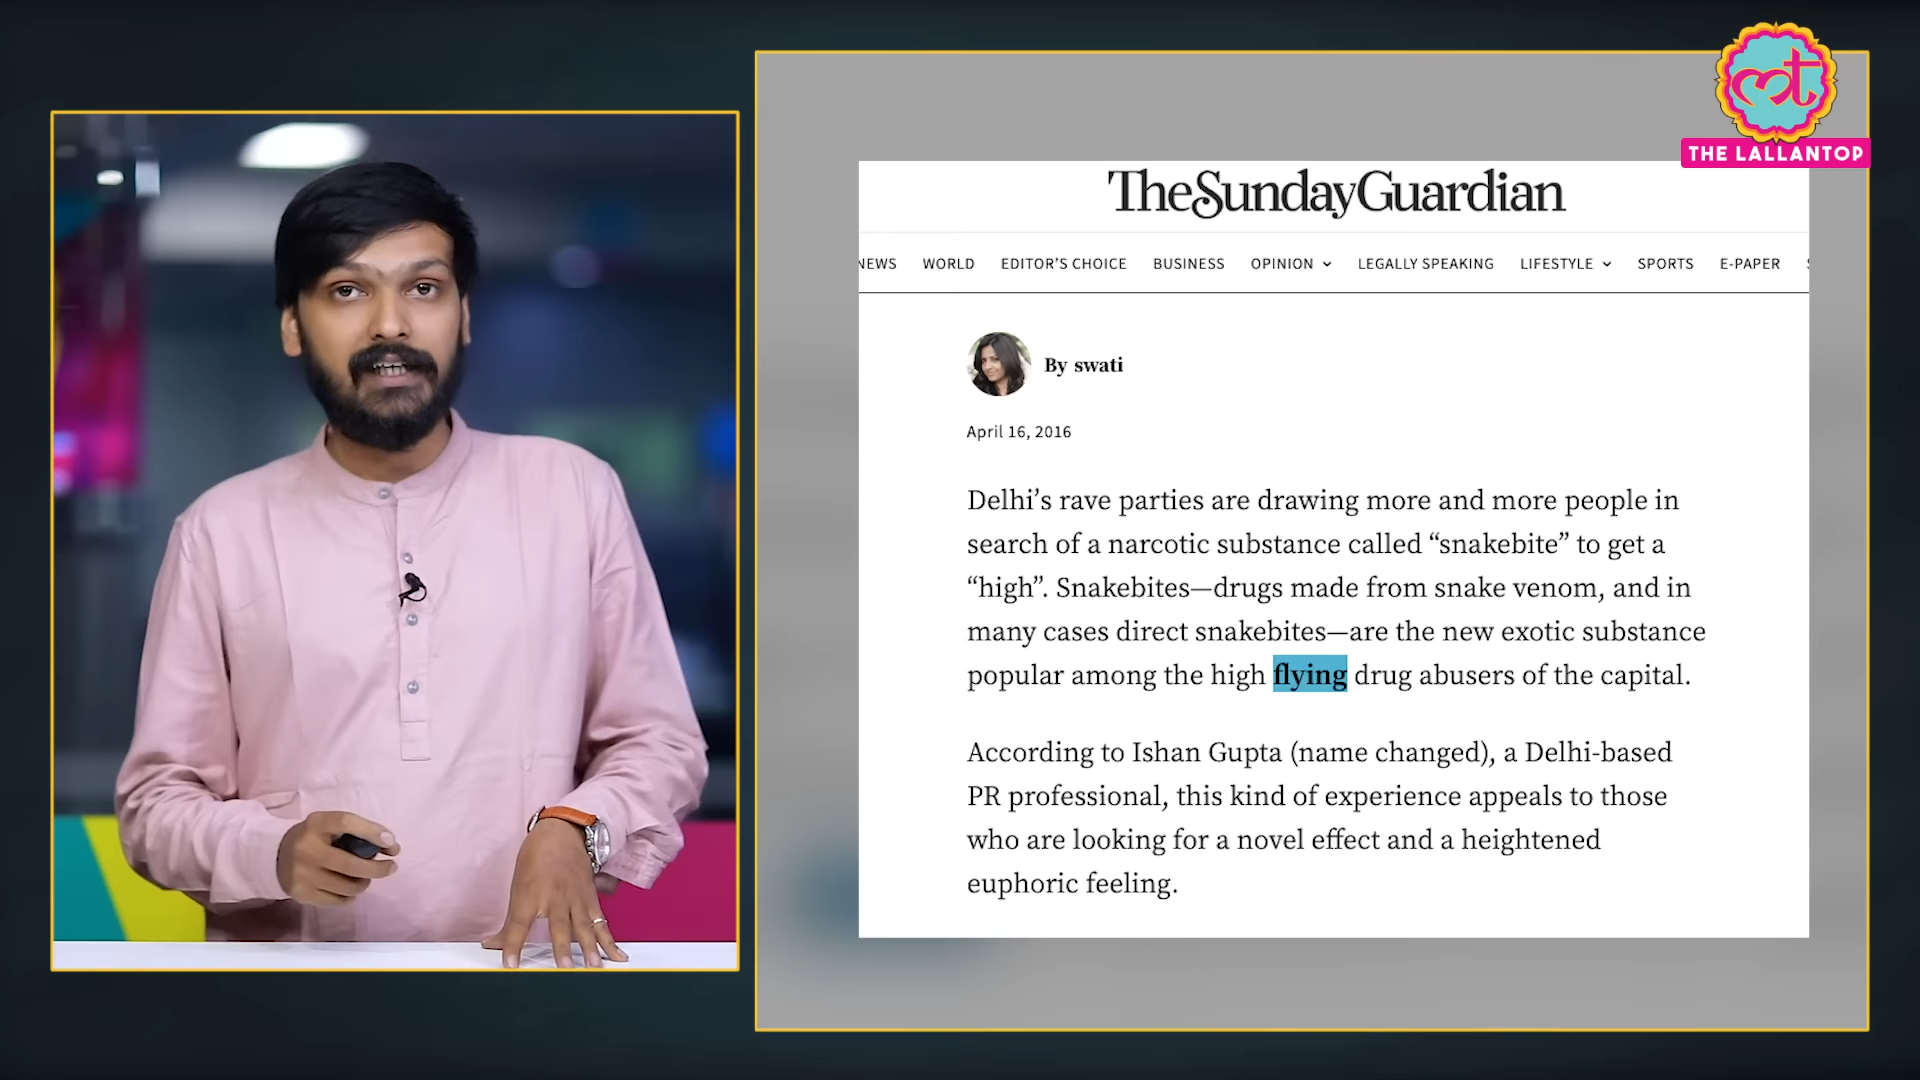 THE LALLANTOP
TheSundayGuardian
NEWS WORLD EDITOR'S CHOICE BUSINESS OPINION LEGALLY SPEAKING LIFESTYLE SPORTS E-PAPER
By swati
April 16, 2016
Delhi’s rave parties are drawing more and more people in
search of a narcotic substance called “snakebite” to get a
“high”. Snakebites—drugs made from snake venom, and in
many cases direct snakebites—are the new exotic substance
popular among the high flying drug abusers of the capital.
According to Ishan Gupta (name changed), a Delhi-based
PR professional, this kind of experience appeals to those
who are looking for a novel effect and a heightened
euphoric feeling.